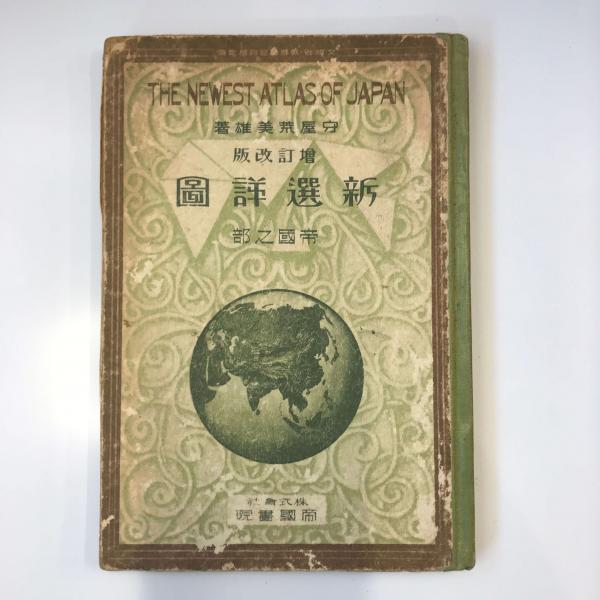 THE NEWEST ATLAS OF JAPAN
守屋荒美雄著
增訂改版
新選詳圖
帝國之部
株式會社
帝國書院